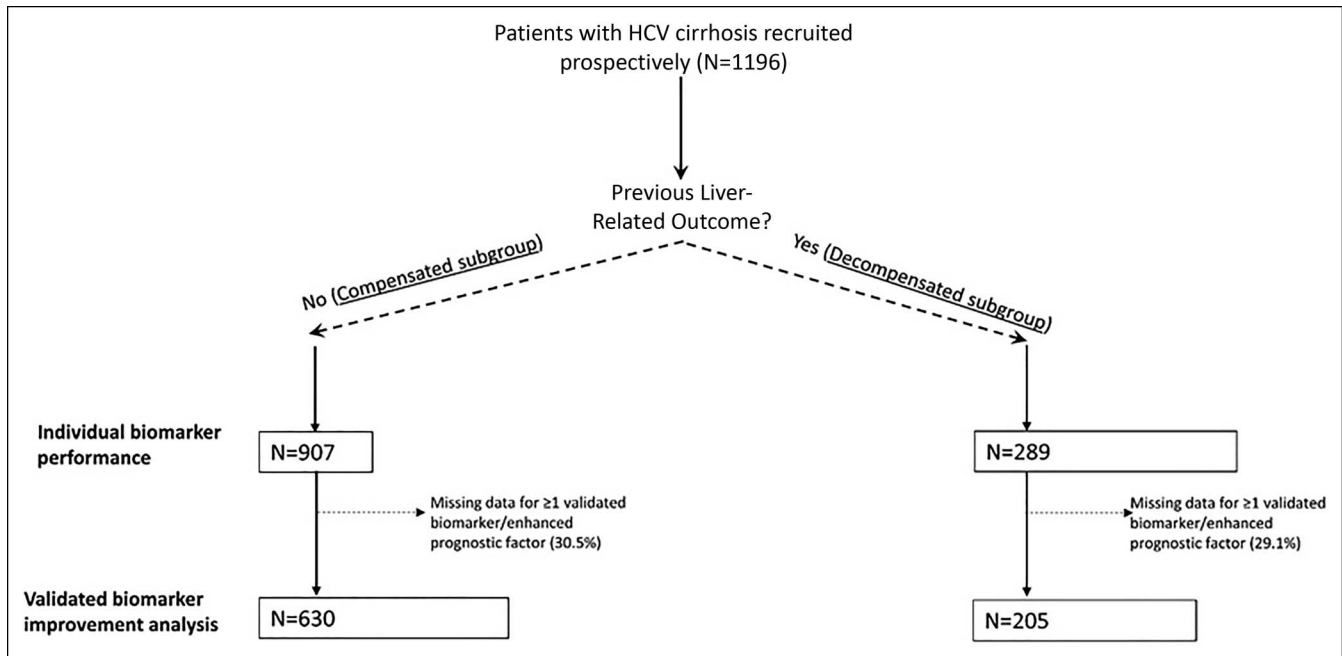 Patients with HCV cirrhosis recruited
prospectively (N=1196)
Previous Liver-
Related Outcome?
No (Compensated subgroup)
Yes (Decompensated subgroup)
Individual biomarker
performance
N=907
N=289
Missing data for ≥1 validated
biomarker/enhanced
prognostic factor (30.5%)
Missing data for ≥1 validated
biomarker/enhanced
prognostic factor (29.1%)
Validated biomarker
improvement analysis
N=630
N=205